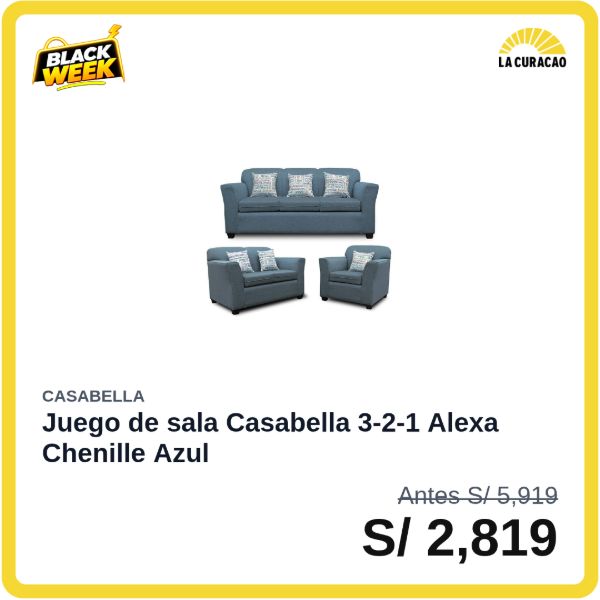 BLACK
WEEK
LA CURACAO
CASABELLA
Juego de sala Casabella 3-2-1 Alexa
Chenille Azul
Antes S/ 5,919
S/ 2,819